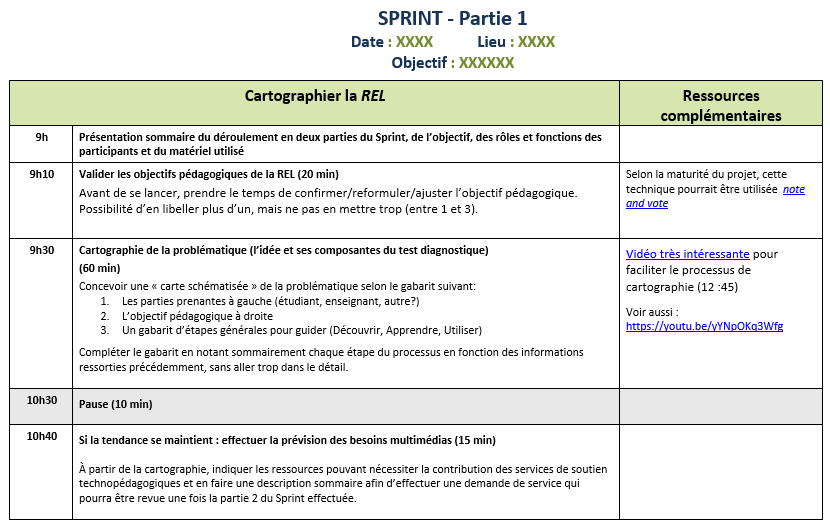 SPRINT - Partie 1
Date : XXXX Lieu : XXXX
Objectif : XXXXXX
Cartographier la REL
Ressources
complémentaires
9h
Présentation sommaire du déroulement en deux parties du Sprint, de l'objectif, des rôles et fonctions des
participants et du matériel utilisé
9h10
Valider les objectifs pédagogiques de la REL (20 min)
Avant de se lancer, prendre le temps de confirmer/reformuler/ajuster l'objectif pédagogique.
Possibilité d'en libeller plus d'un, mais ne pas en mettre trop (entre 1 et 3).
Selon la maturité du projet, cette
technique pourrait être utilisée note
and vote
9h30
Cartographie de la problématique (l'idée et ses composantes du test diagnostique)
(60 min)
Concevoir une « carte schématisée » de la problématique selon le gabarit suivant:
1. Les parties prenantes à gauche (étudiant, enseignant, autre?)
2. L'objectif pédagogique à droite
3. Un gabarit d'étapes générales pour guider (Découvrir, Apprendre, Utiliser)
Compléter le gabarit en notant sommairement chaque étape du processus en fonction des informations
ressorties précédemment, sans aller trop dans le détail.
Vidéo très intéressante pour
faciliter le processus de
cartographie (12 :45)
Voir aussi :
https://youtu.be/yYNpOKq3Wfg
10h30
Pause (10 min)
10h40
Si la tendance se maintient : effectuer la prévision des besoins multimédias (15 min)
À partir de la cartographie, indiquer les ressources pouvant nécessiter la contribution des services de soutien
technopédagogiques et en faire une description sommaire afin d'effectuer une demande de service qui
pourra être revue une fois la partie 2 du Sprint effectuée.